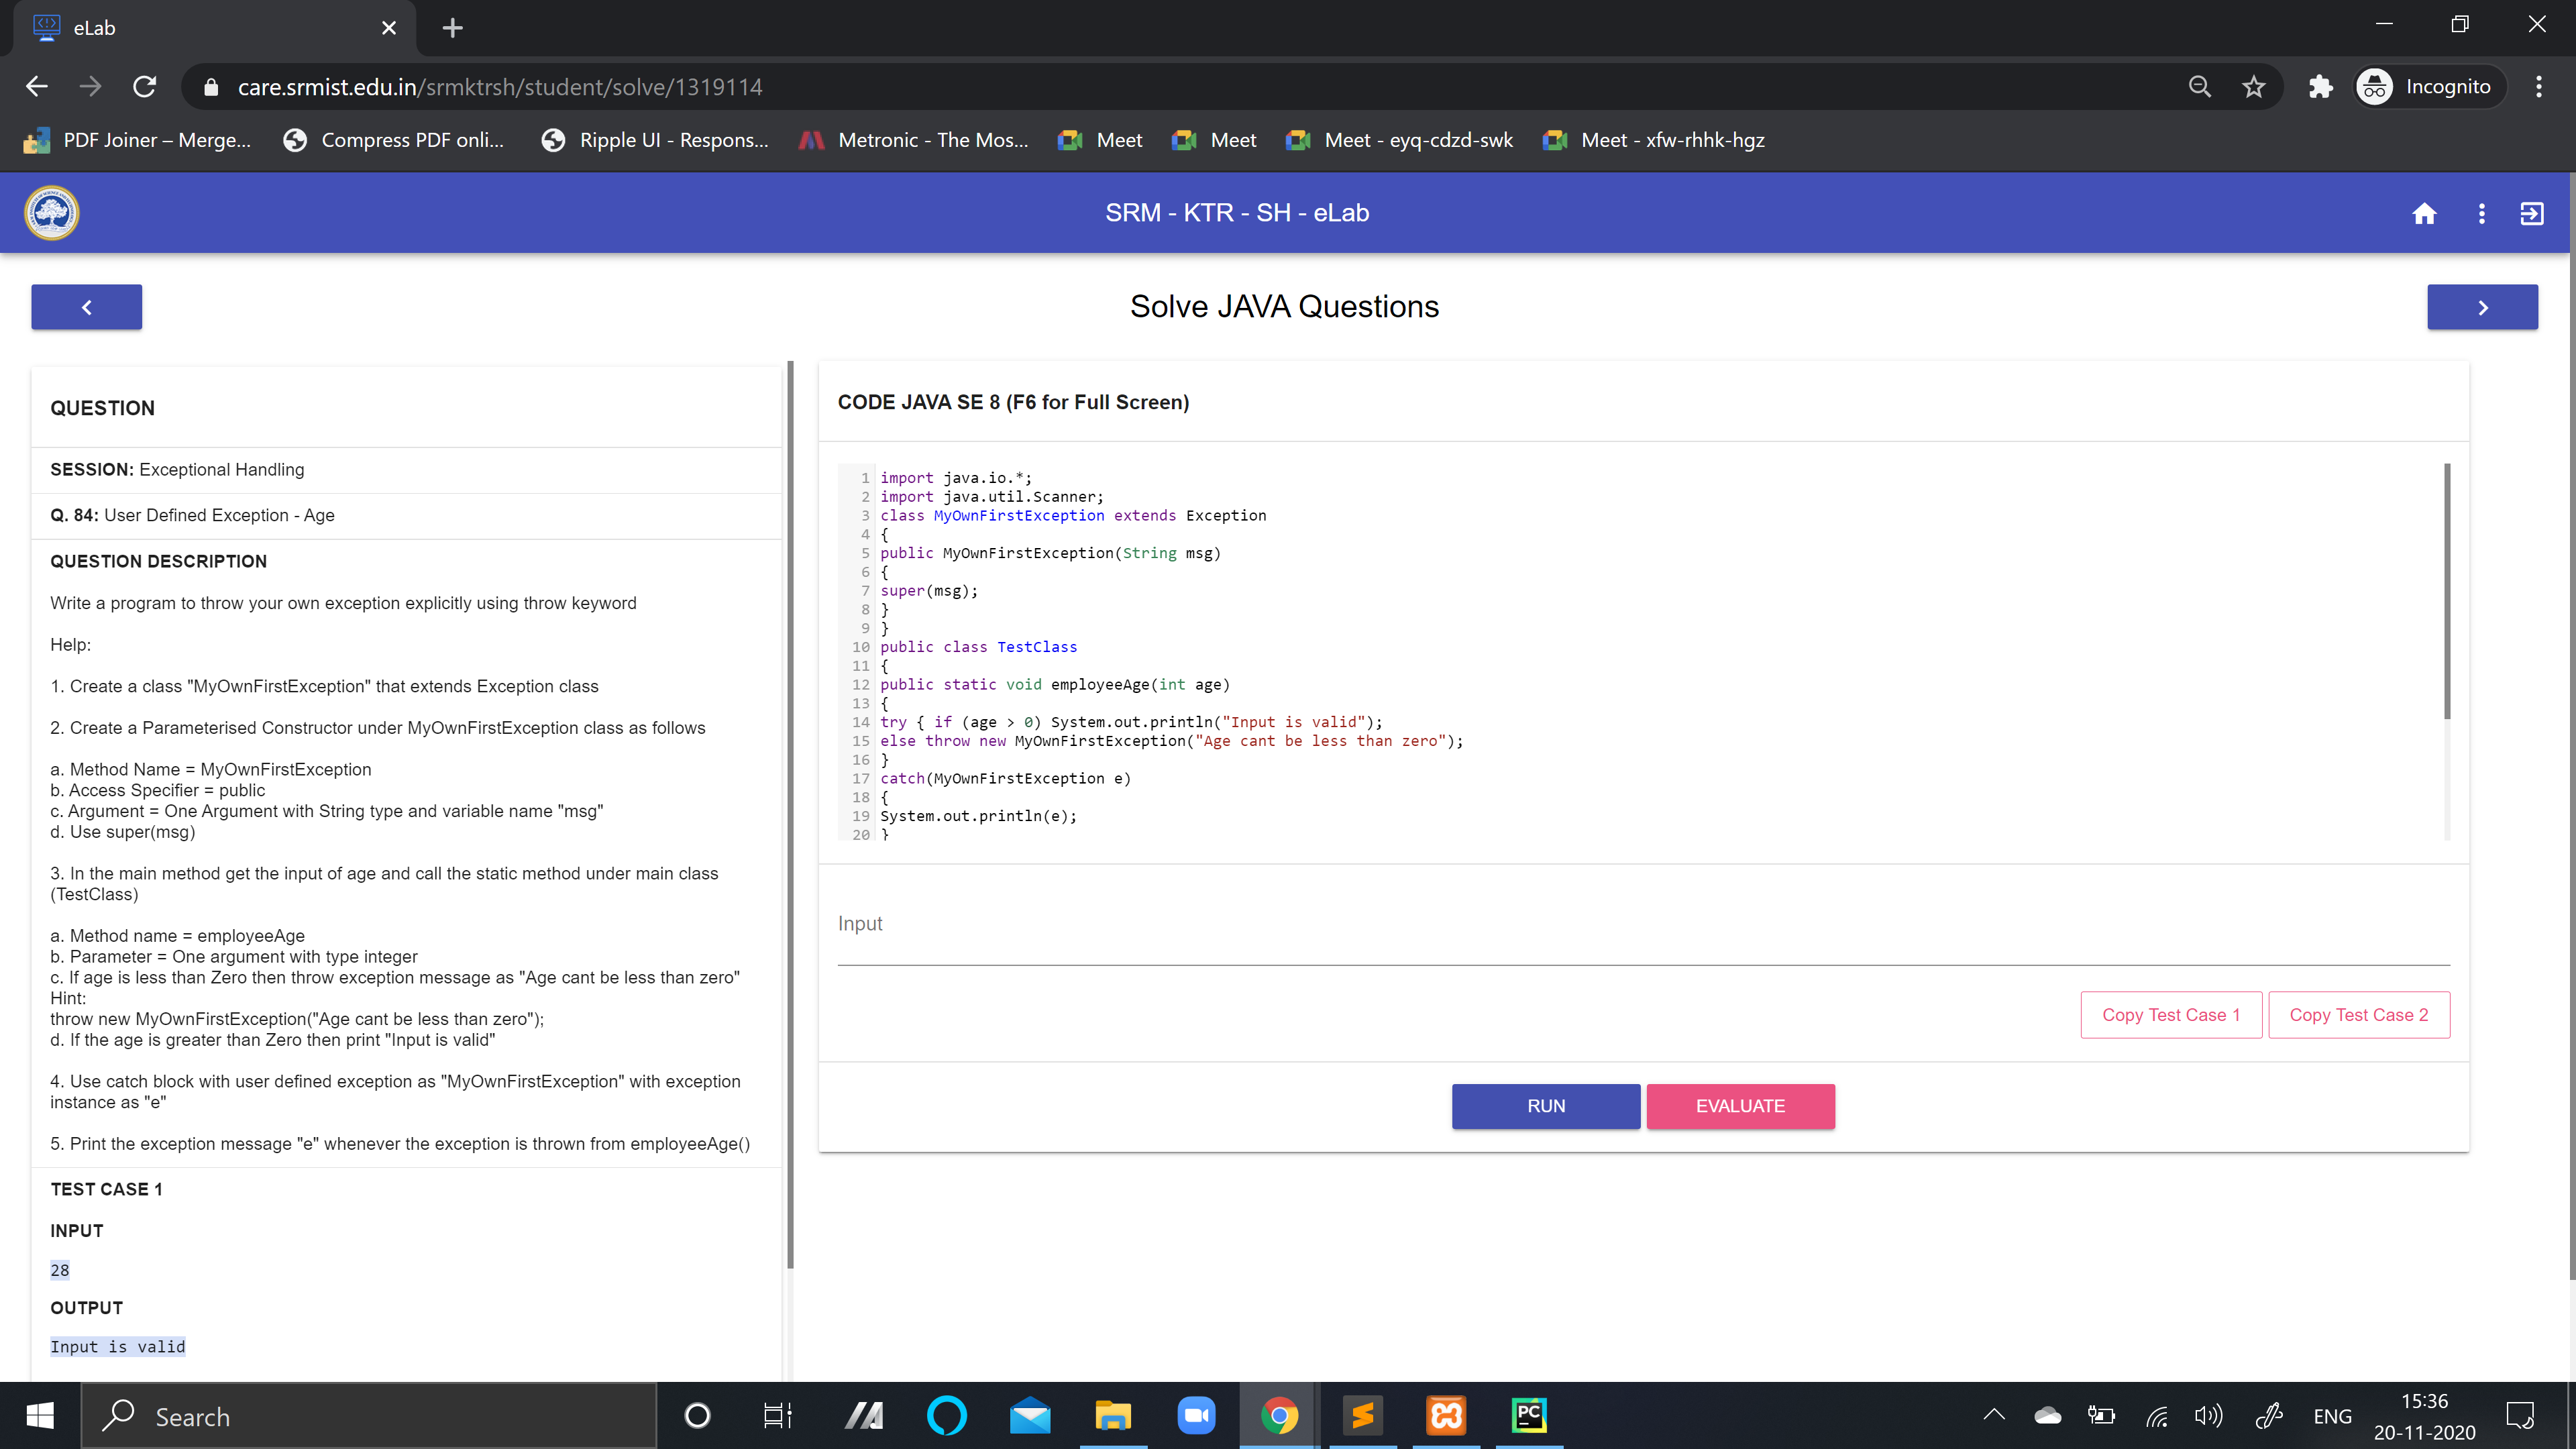 eLab
care.srmist.edu.in/srmktrsh/student/solve/1319114
Incognito
PDF Joiner – Merge...
Compress PDF onli...
Ripple UI - Respons...
Metronic - The Mos...
Meet
Meet
Meet - eyq-cdzd-swk
Meet - xfw-rhhk-hgz
SRM - KTR - SH - eLab
Solve JAVA Questions
QUESTION
SESSION: Exceptional Handling
Q. 84: User Defined Exception - Age
QUESTION DESCRIPTION
Write a program to throw your own exception explicitly using throw keyword
Help:
1. Create a class "MyOwnFirstException" that extends Exception class
2. Create a Parameterised Constructor under MyOwnFirstException class as follows
a. Method Name = MyOwnFirstException
b. Access Specifier = public
c. Argument = One Argument with String type and variable name "msg"
d. Use super(msg)
3. In the main method get the input of age and call the static method under main class
(TestClass)
a. Method name = employeeAge
b. Parameter = One argument with type integer
c. If age is less than Zero then throw exception message as "Age cant be less than zero"
Hint:
throw new MyOwnFirstException("Age cant be less than zero");
d. If the age is greater than Zero then print "Input is valid"
4. Use catch block with user defined exception as "MyOwnFirstException" with exception
instance as "e"
5. Print the exception message "e" whenever the exception is thrown from employeeAge()
TEST CASE 1
INPUT
28
OUTPUT
Input is valid
CODE JAVA SE 8 (F6 for Full Screen)
1 import java.io.*;
2 import java.util.Scanner;
3 class MyOwnFirstException extends Exception
4 {
5 public MyOwnFirstException(String msg)
6 {
7 super(msg);
8 }
9 }
10 public class TestClass
11 {
12 public static void employeeAge(int age)
13 {
14 try { if (age > 0) System.out.println("Input is valid");
15 else throw new MyOwnFirstException("Age cant be less than zero");
16 }
17 catch(MyOwnFirstException e)
18 {
19 System.out.println(e);
20 }
Input
Copy Test Case 1
Copy Test Case 2
RUN
EVALUATE
Search
PC
ENG
15:36
20-11-2020